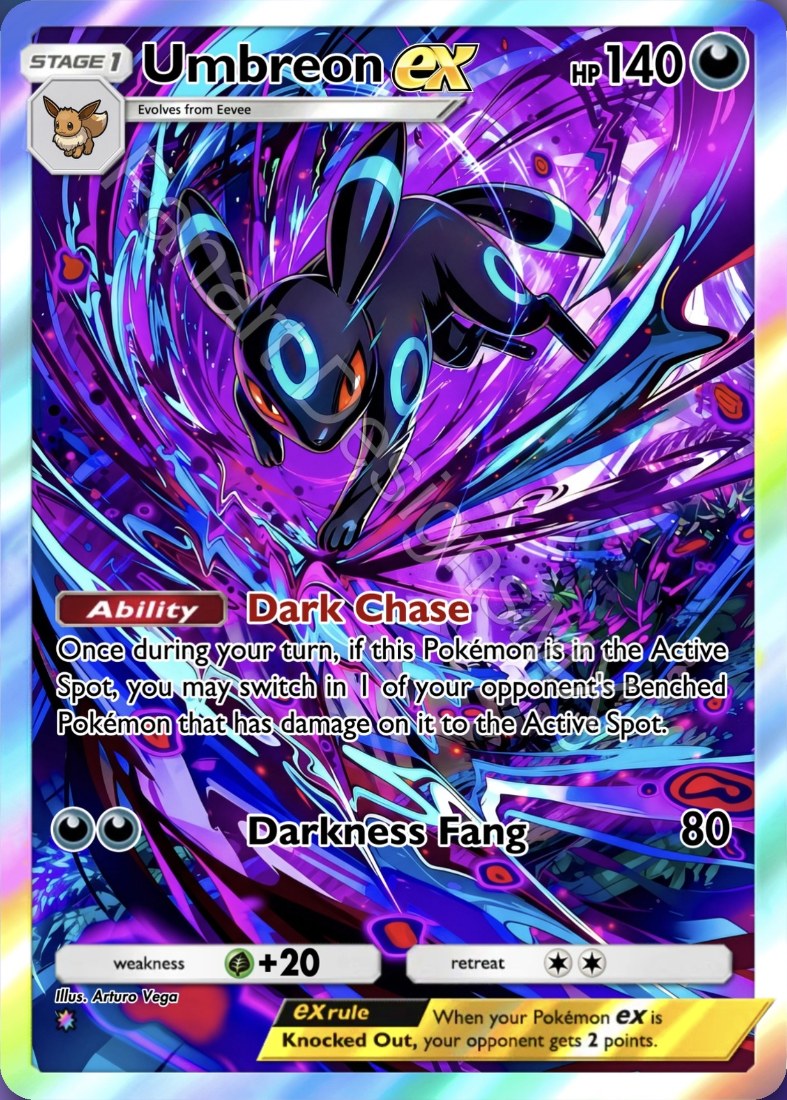 STAGE 1
Umbreon ex
HP 140
Evolves from Eevee
Ability Dark Chase
Once during your turn, if this Pokémon is in the Active
Spot, you may switch in 1 of your opponent's Benched
Pokémon that has damage on it to the Active Spot.
Darkness Fang 80
weakness +20
retreat
Illus. Arturo Vega
ex rule
When your Pokémon ex is
Knocked Out, your opponent gets 2 points.
Fanart Design